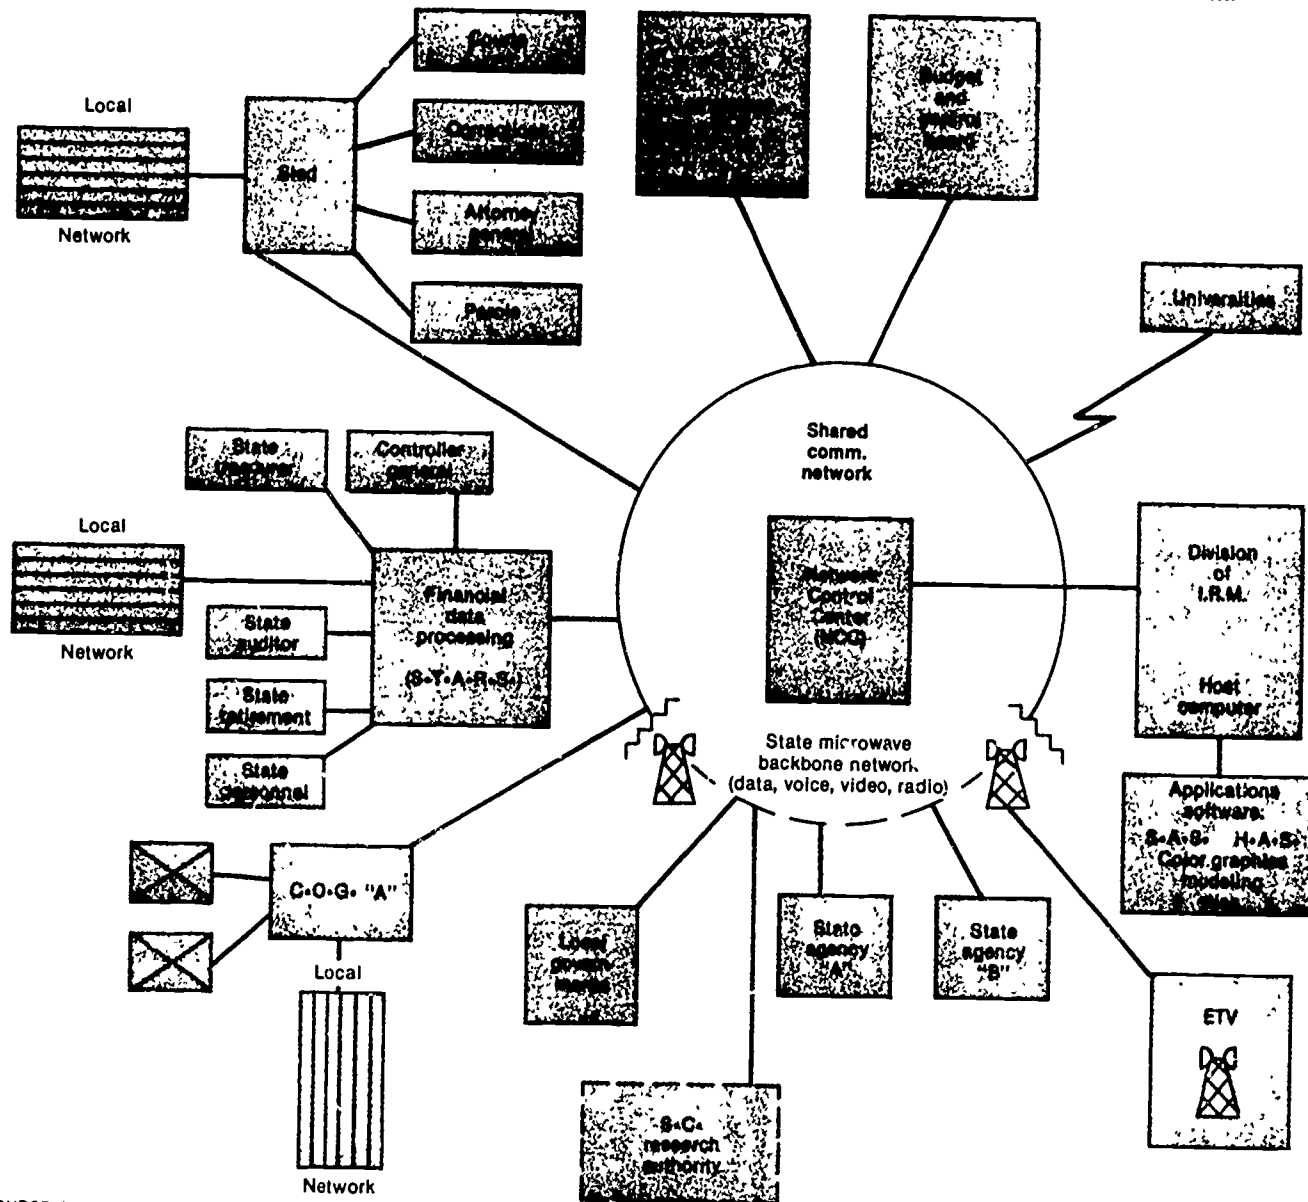 Local
Network
Sled
Courts
Corrections
Attorney
general
Parole
Budget
and
control
board
Universities
Shared
comm.
network
State
treasurer
Controller
general
Local
Network
Financial
data
processing
(S.T.A.R.S.)
State
auditor
State
retirement
State
personnel
Network
Control
Center
(NCC)
Division
of
I.R.M.
Host
computer
State microwave
backbone network
(data, voice, video, radio)
Applications
software:
S.A.S. H.A.S.
Color graphics
modeling
C.O.G. "A"
Local
Network
Local
govern-
ments
State
agency
"A"
State
agency
"B"
ETV
S.C.
research
authority